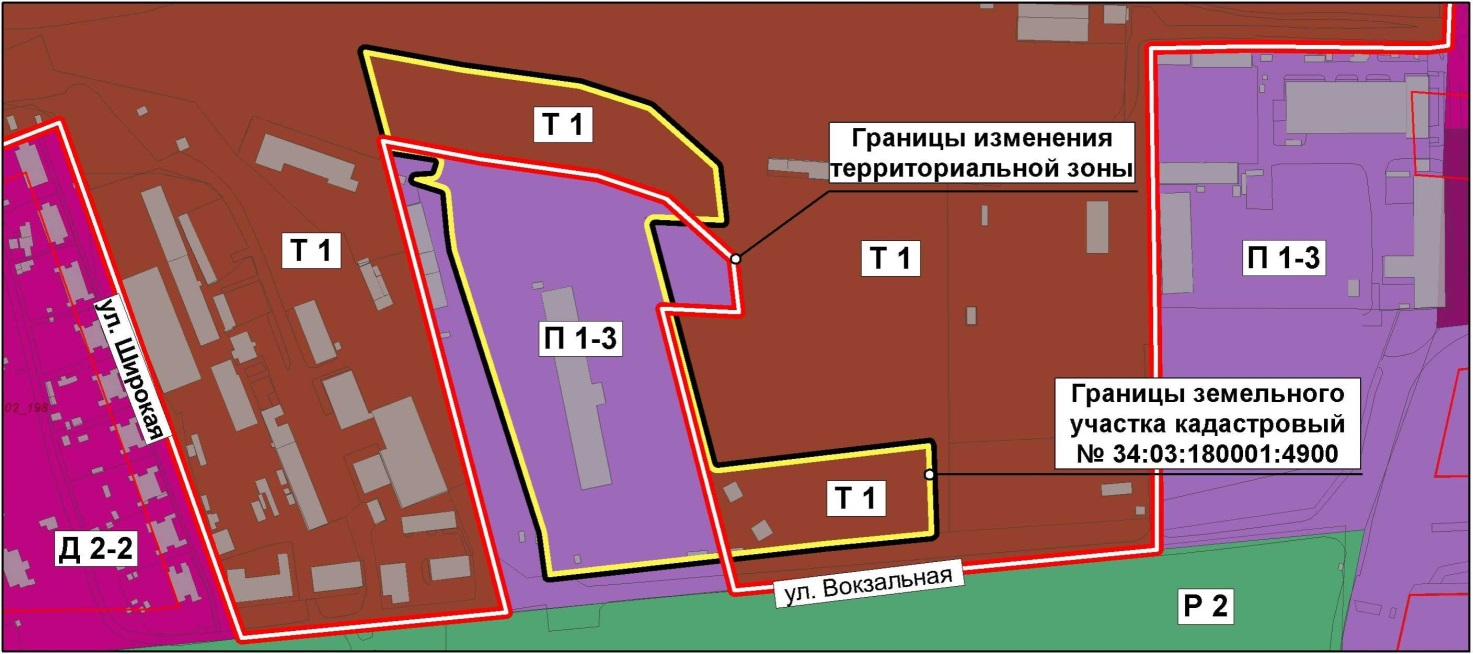 Т 1
Границы изменения
территориальной зоны
Т 1
Т 1
П 1-3
П 1-3
ул. Широкая
02_198
Границы земельного
участка кадастровый
№ 34:03:180001:4900
Т 1
Д 2-2
ул. Вокзальная
Р 2